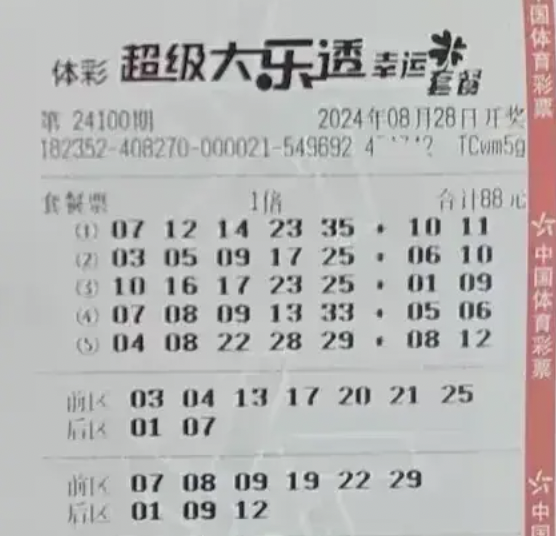 体彩 超级大乐透 幸运套餐
第 24100期 2024年08月28日 开奖
182352-408270-000021-549692 TCwm5g
套餐票 1倍 合计88元
(1) 07 12 14 23 35 + 10 11
(2) 03 05 09 17 25 + 06 10
(3) 10 16 17 23 25 + 01 09
(4) 07 08 09 13 33 + 05 06
(5) 04 08 22 28 29 + 08 12
前区 03 04 13 17 20 21 25
后区 01 07
前区 07 08 09 19 22 29
后区 01 09 12
国体育彩票
中国体育彩票
中国